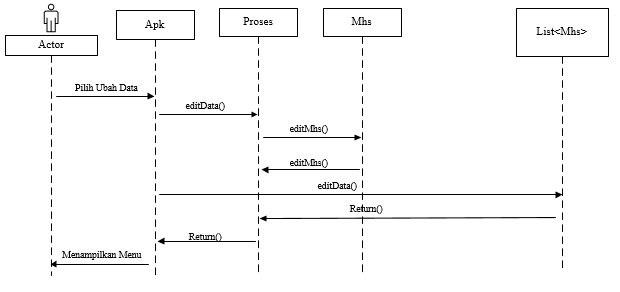 Actor
Apk
Proses
Mhs
List<Mhs>
Pilih Ubah Data
editData()
editMhs()
editMhs()
editData()
Return()
Return()
Menampilkan Menu